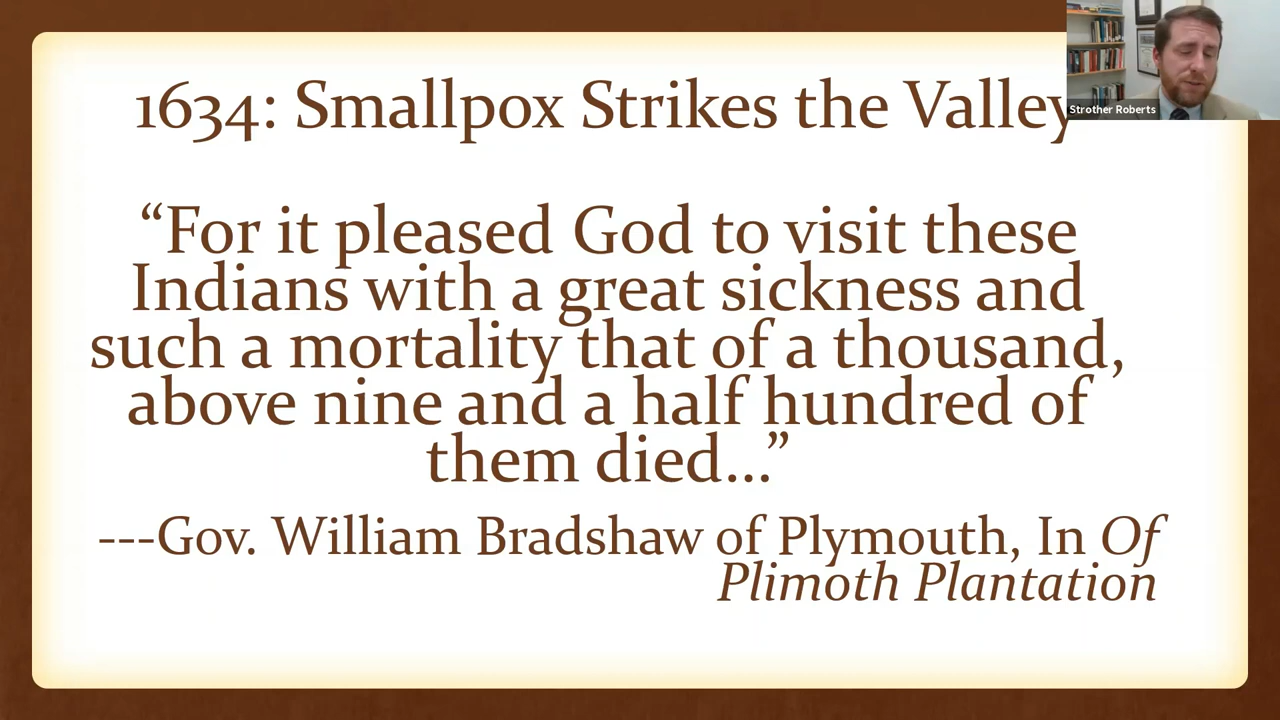 1634: Smallpox Strikes the Valley
Strother Roberts
“For it pleased God to visit these
Indians with a great sickness and
such a mortality that of a thousand,
above nine and a half hundred of
them died…”
---Gov. William Bradshaw of Plymouth, In Of
Plimoth Plantation